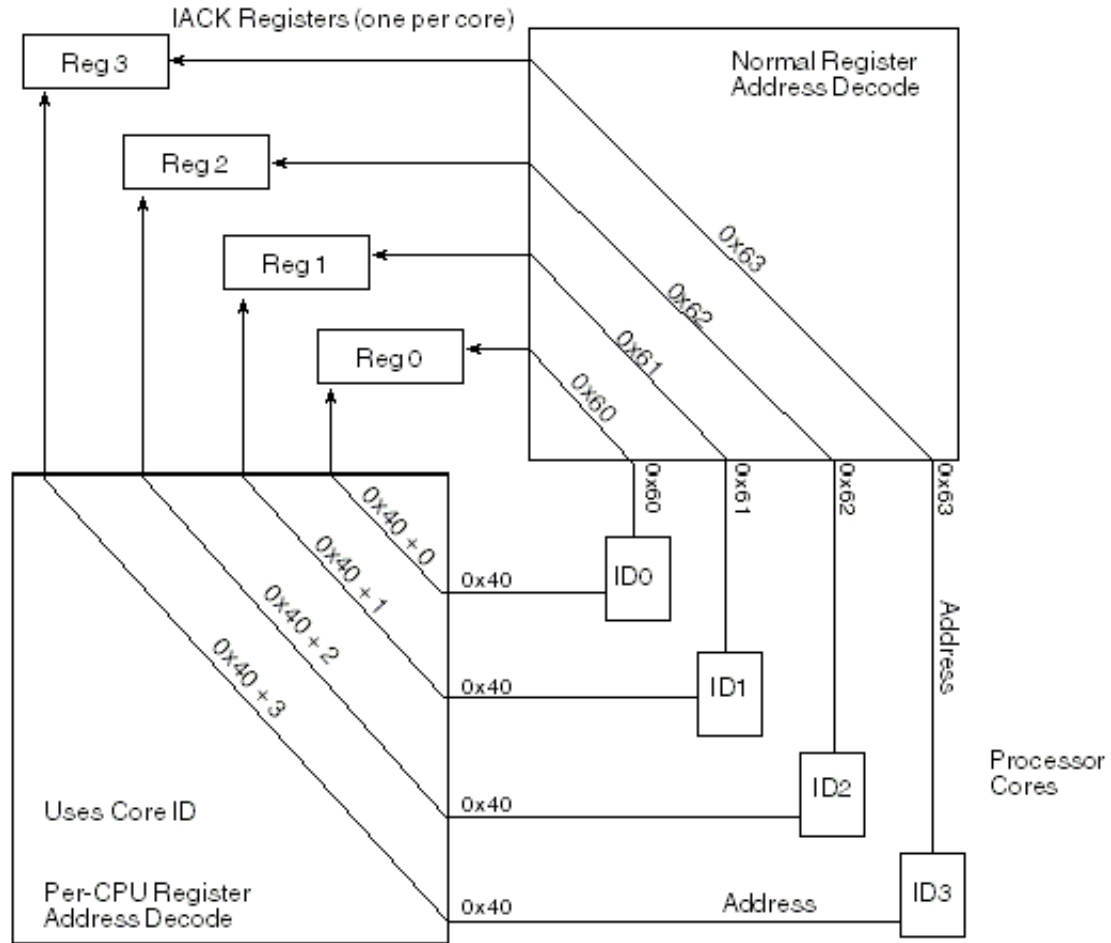 IACK Registers (one per core)
Reg 3
Normal Register
Address Decode
Reg 2
Reg 1
Reg 0
0x63
0x62
0x61
0x60
0x60
0x61
0x62
0x63
0x40 + 0
0x40 + 1
0x40 + 2
0x40 + 3
0x40
ID0
0x40
ID1
Address
0x40
ID2
Processor
Cores
Uses Core ID
Per-CPU Register
Address Decode
0x40
Address
ID3